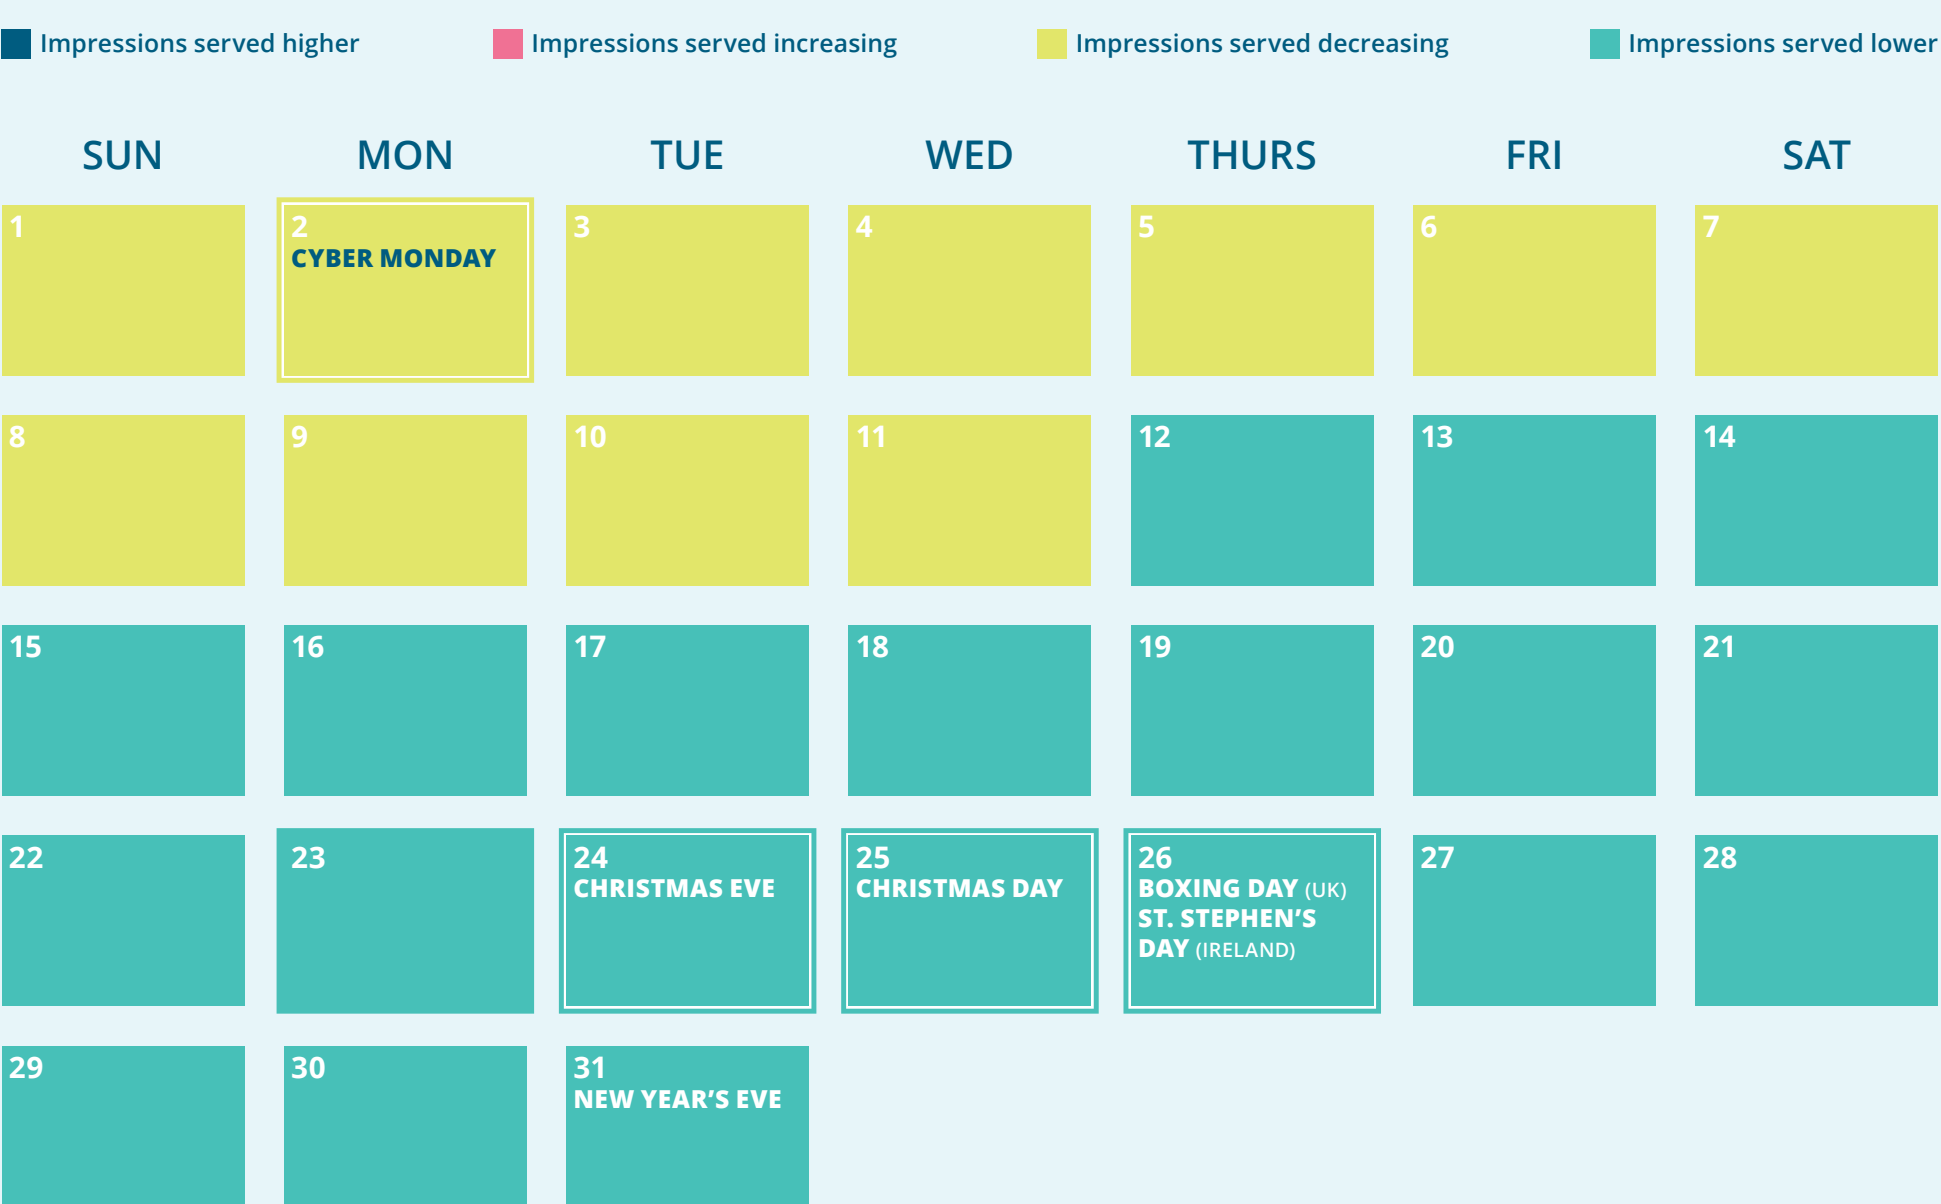 Impressions served higher Impressions served increasing Impressions served decreasing Impressions served lower
SUN MON TUE WED THURS FRI SAT
1 2 3 4 5 6 7
CYBER MONDAY
8 9 10 11 12 13 14
15 16 17 18 19 20 21
22 23 24 25 26 27 28
CHRISTMAS EVE CHRISTMAS DAY BOXING DAY (UK)
ST. STEPHEN’S
DAY (IRELAND)
29 30 31
NEW YEAR’S EVE